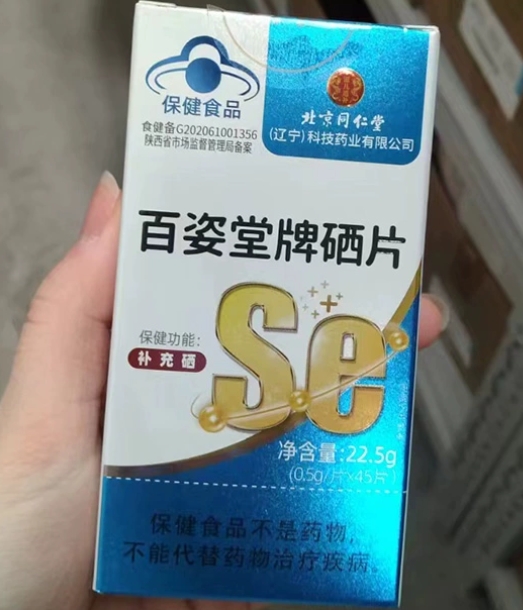 保健食品
食健备G202061001356
陕西省市场监督管理局备案
北京同仁堂
(辽宁)科技药业有限公司
百姿堂牌硒片
Se
保健功能:
补充硒
净含量:22.5g
(0.5g/片×45片)
保健食品不是药物,
不能代替药物治疗疾病。